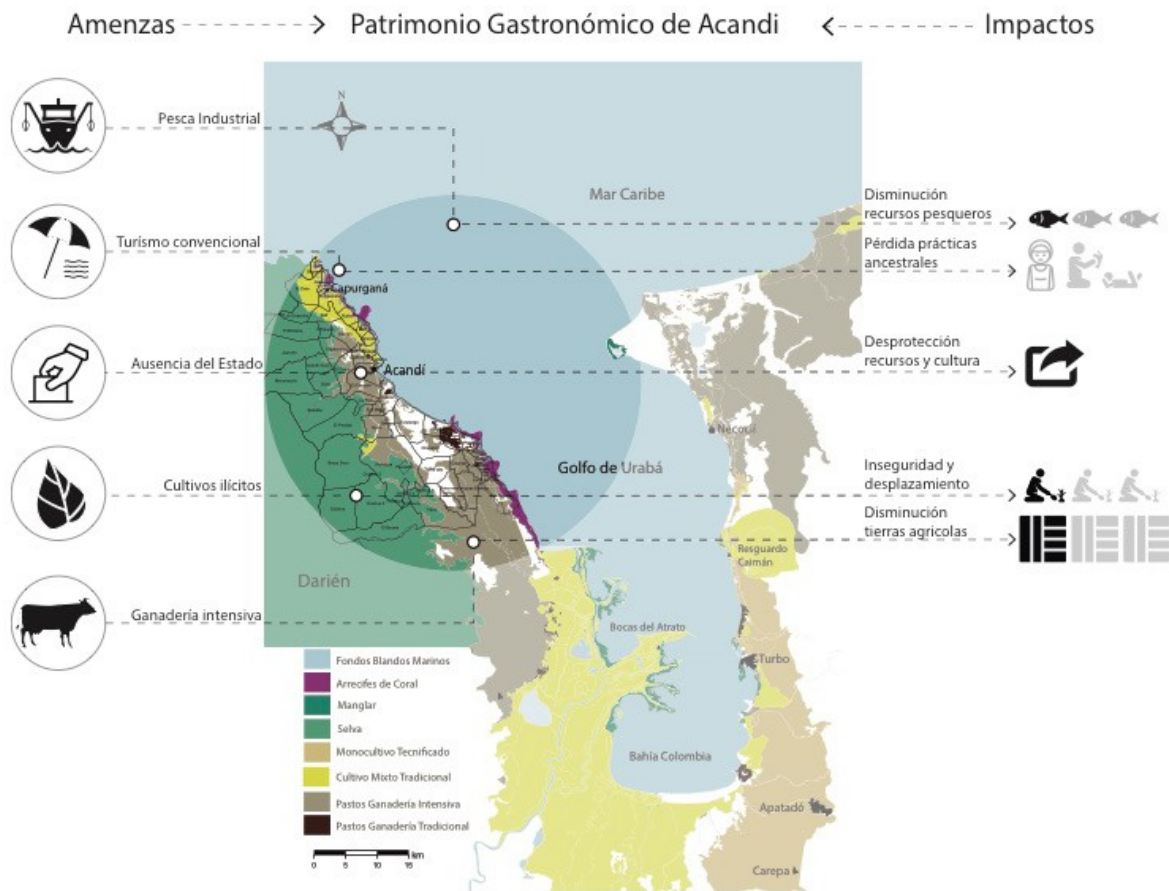 Amenzas
Patrimonio Gastronómico de Acandi
Impactos
Pesca Industrial
Turísmo convencional
Ausencia del Estado
Cultivos ilícitos
Ganadería intensiva
N
Mar Caribe
Capurganá
Acandí
Golfo de Urabá
Necoclí
Darién
Resguardo
Caimán
Bocas del Atrato
Turbo
Bahía Colombia
Apatadó
Carepa
Disminución
recursos pesqueros
Pérdida prácticas
ancestrales
Desprotección
recursos y cultura
Inseguridad y
desplazamiento
Disminución
tierras agricolas
Fondos Blandos Marinos
Arrecifes de Coral
Manglar
Selva
Monocultivo Tecnificado
Cultivo Mixto Tradicional
Pastos Ganadería Intensiva
Pastos Ganadería Tradicional
0 5 10 15 km